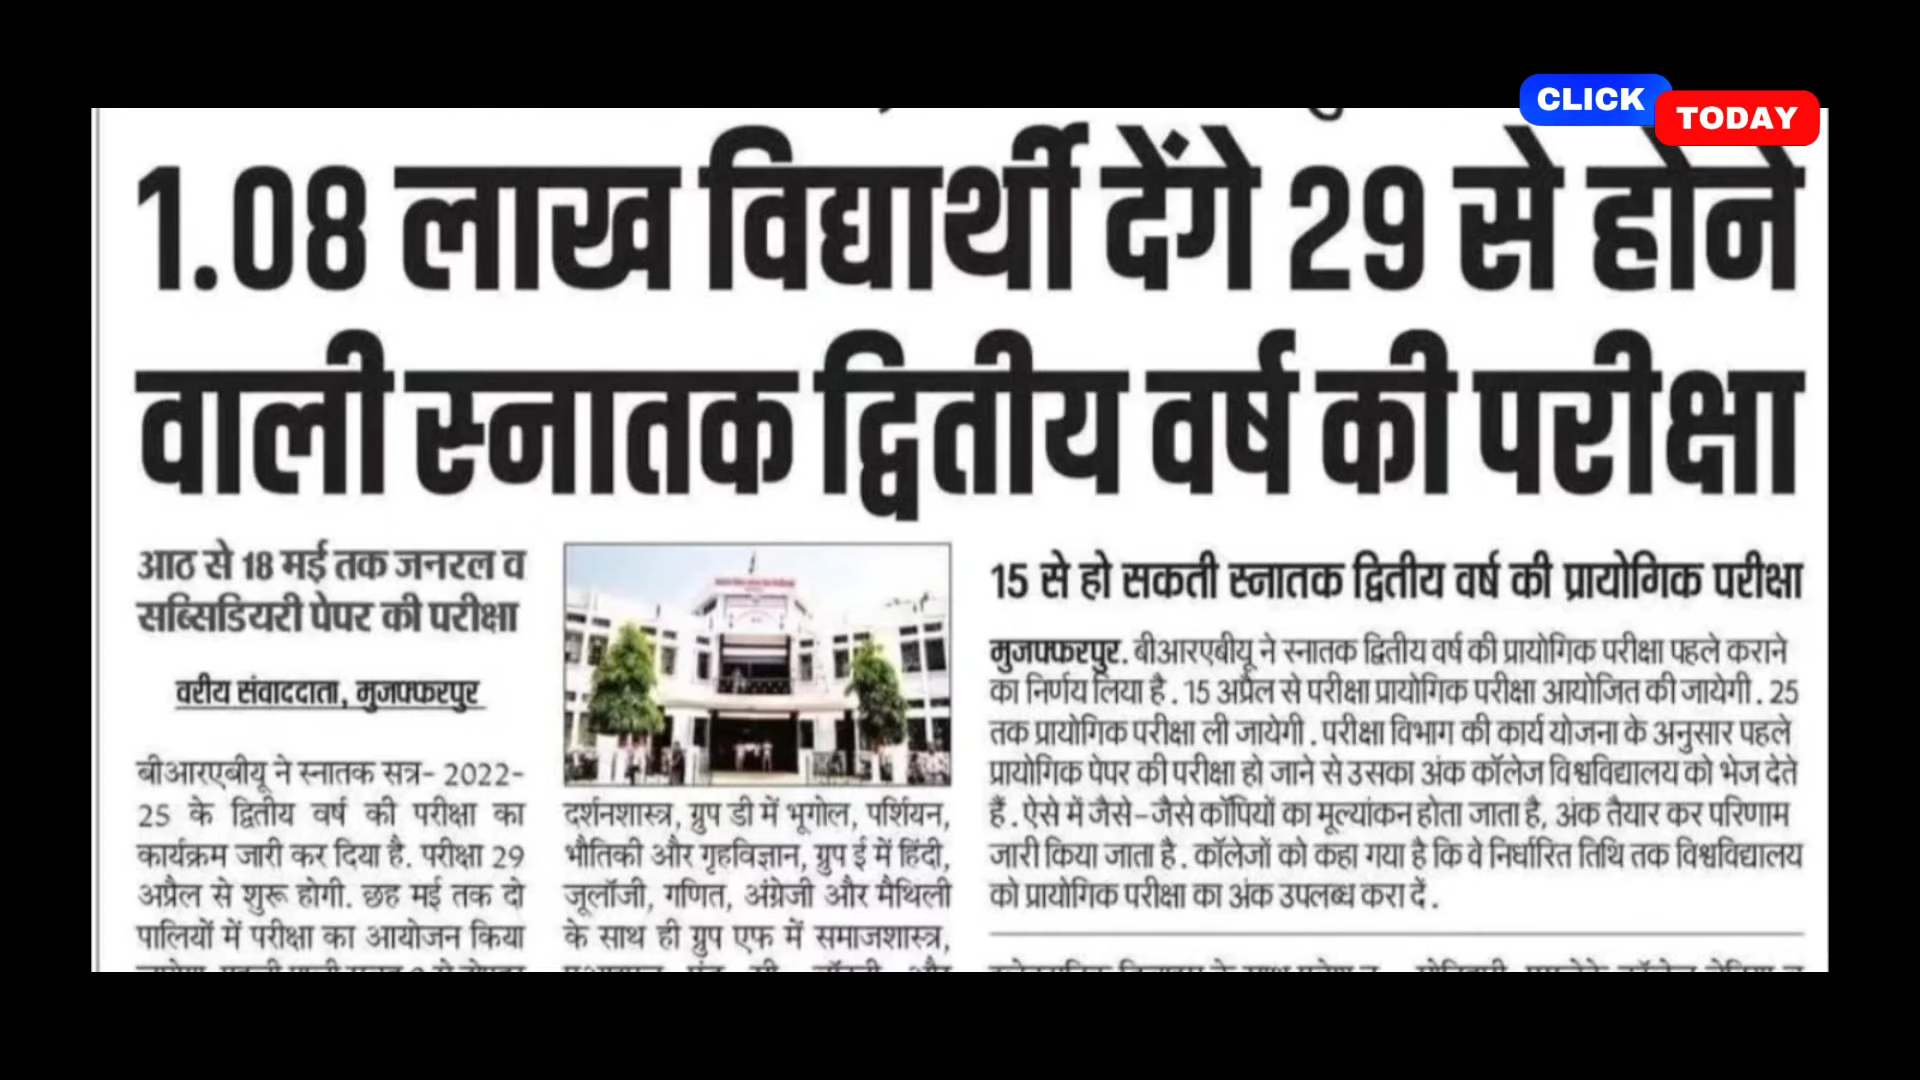 CLICK
TODAY
1.08 लाख विद्यार्थी देंगे 29 से होने
वाली स्नातक द्वितीय वर्ष की परीक्षा
आठ से 18 मई तक जनरल व
सब्सिडियरी पेपर की परीक्षा
वरीय संवाददाता, मुजफ्फरपुर
बीआरएबीयू ने स्नातक सत्र- 2022-
25 के द्वितीय वर्ष की परीक्षा का
कार्यक्रम जारी कर दिया है. परीक्षा 29
अप्रैल से शुरू होगी. छह मई तक दो
पालियों में परीक्षा का आयोजन किया
दर्शनशास्त्र, ग्रुप डी में भूगोल, पर्शियन,
भौतिकी और गृहविज्ञान, ग्रुप ई में हिंदी,
जूलॉजी, गणित, अंग्रेजी और मैथिली
के साथ ही ग्रुप एफ में समाजशास्त्र,
15 से हो सकती स्नातक द्वितीय वर्ष की प्रायोगिक परीक्षा
मुजफ्फरपुर. बीआरएबीयू ने स्नातक द्वितीय वर्ष की प्रायोगिक परीक्षा पहले कराने
का निर्णय लिया है. 15 अप्रैल से परीक्षा प्रायोगिक परीक्षा आयोजित की जायेगी. 25
तक प्रायोगिक परीक्षा ली जायेगी. परीक्षा विभाग की कार्य योजना के अनुसार पहले
प्रायोगिक पेपर की परीक्षा हो जाने से उसका अंक कॉलेज विश्वविद्यालय को भेज देते
हैं. ऐसे में जैसे-जैसे कॉपियों का मूल्यांकन होता जाता है, अंक तैयार कर परिणाम
जारी किया जाता है. कॉलेजों को कहा गया है कि वे निर्धारित तिथि तक विश्वविद्यालय
को प्रायोगिक परीक्षा का अंक उपलब्ध करा दें.